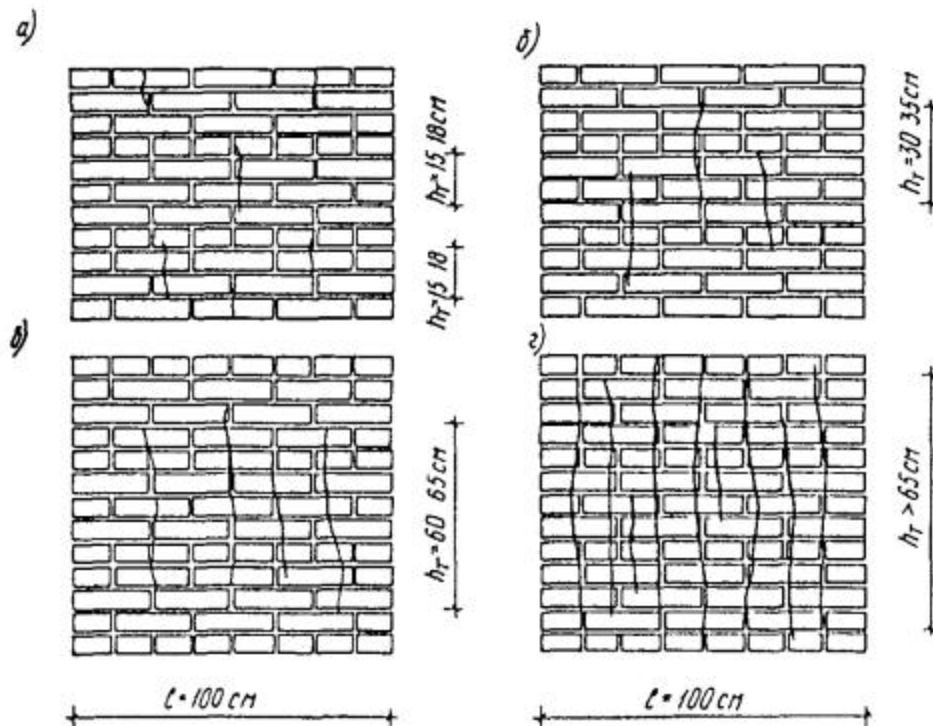 а)
hт=15 18см
hт=15 18
б)
hт=30 35см
в)
hт=60 65см
г)
hт >65см
ℓ=100 см
ℓ=100 см